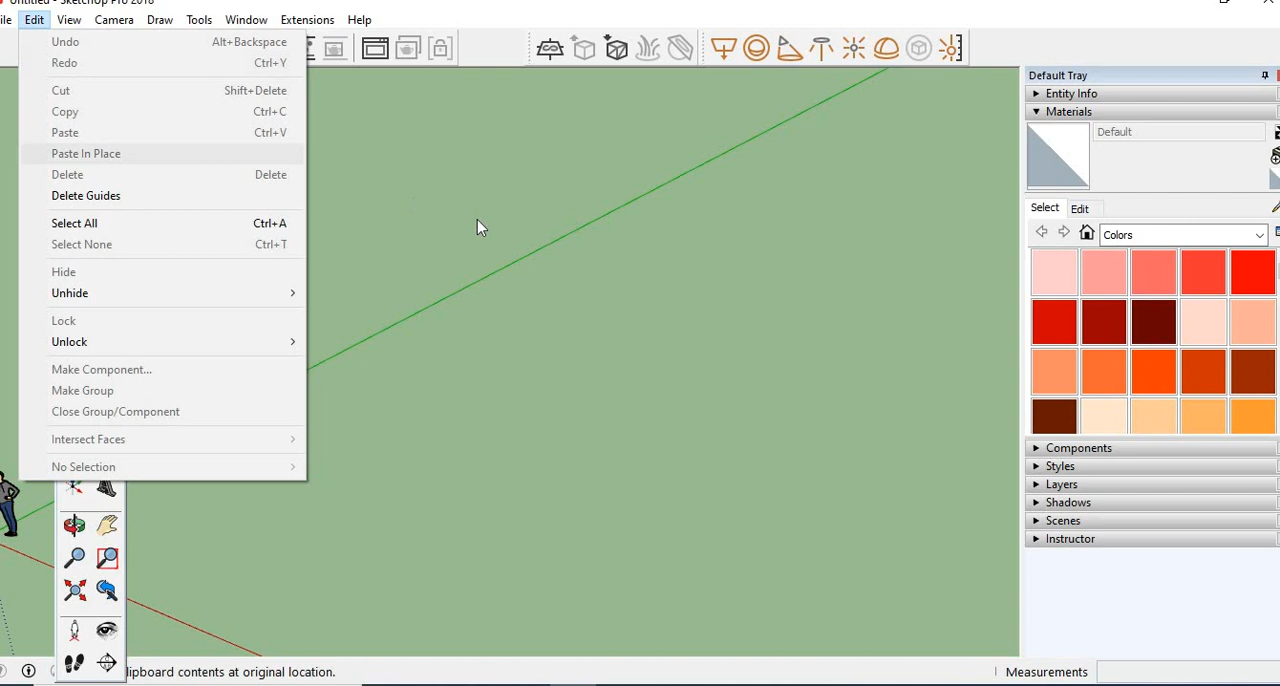 Untitled - SketchUp Pro 2018
ile Edit View Camera Draw Tools Window Extensions Help
Undo Alt+Backspace
Redo Ctrl+Y
Cut Shift+Delete
Copy Ctrl+C
Paste Ctrl+V
Paste In Place
Delete Delete
Delete Guides
Select All Ctrl+A
Select None Ctrl+T
Hide
Unhide
Lock
Unlock
Make Component...
Make Group
Close Group/Component
Intersect Faces
No Selection
Default Tray
Entity Info
Materials
Default
Select Edit
Colors
Components
Styles
Layers
Shadows
Scenes
Instructor
lipboard contents at original location.
Measurements